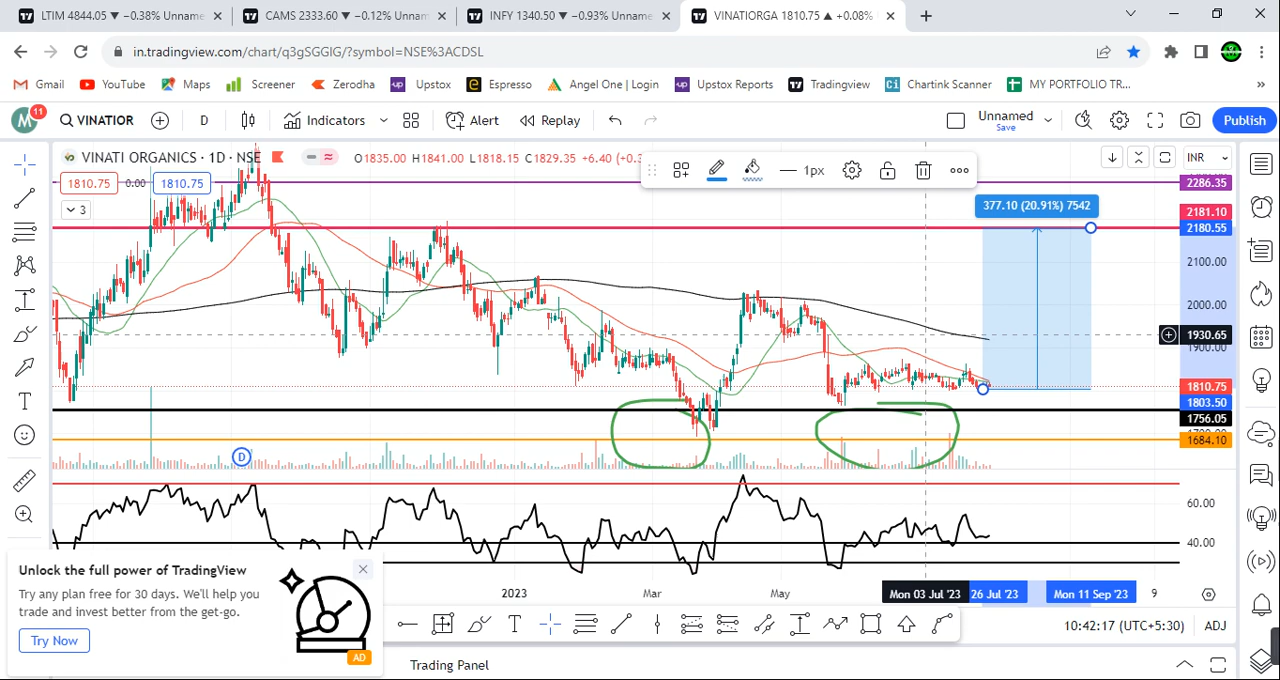 LTIM 4844.05 ▼ −0.38% Unname
CAMS 2333.60 ▼ −0.12% Unnam
INFY 1340.50 ▼ −0.93% Unname
VINATIORGA 1810.75 ▲ +0.08%
in.tradingview.com/chart/q3gSGGIG/?symbol=NSE%3ACDSL
Gmail YouTube Maps Screener Zerodha Upstox Espresso Angel One | Login Upstox Reports Tradingview Chartink Scanner MY PORTFOLIO TR... »
M 11 VINATIOR D Indicators Alert Replay Unnamed Publish
Save
VINATI ORGANICS · 1D · NSE O1835.00 H1841.00 L1818.15 C1829.35 +6.40 (+0.3
1px
INR
1810.75 0.00 1810.75
3
377.10 (20.91%) 7542
2286.35
2181.10
2180.55
2100.00
2000.00
1930.65
1900.00
1810.75
1803.50
1756.05
1684.10
D
60.00
40.00
2023 Mar May Mon 03 Jul '23 26 Jul '23 Mon 11 Sep '23 9
Unlock the full power of TradingView
Try any plan free for 30 days. We'll help you
trade and invest better from the get-go.
Try Now
AD
T
10:42:17 (UTC+5:30) ADJ
Trading Panel